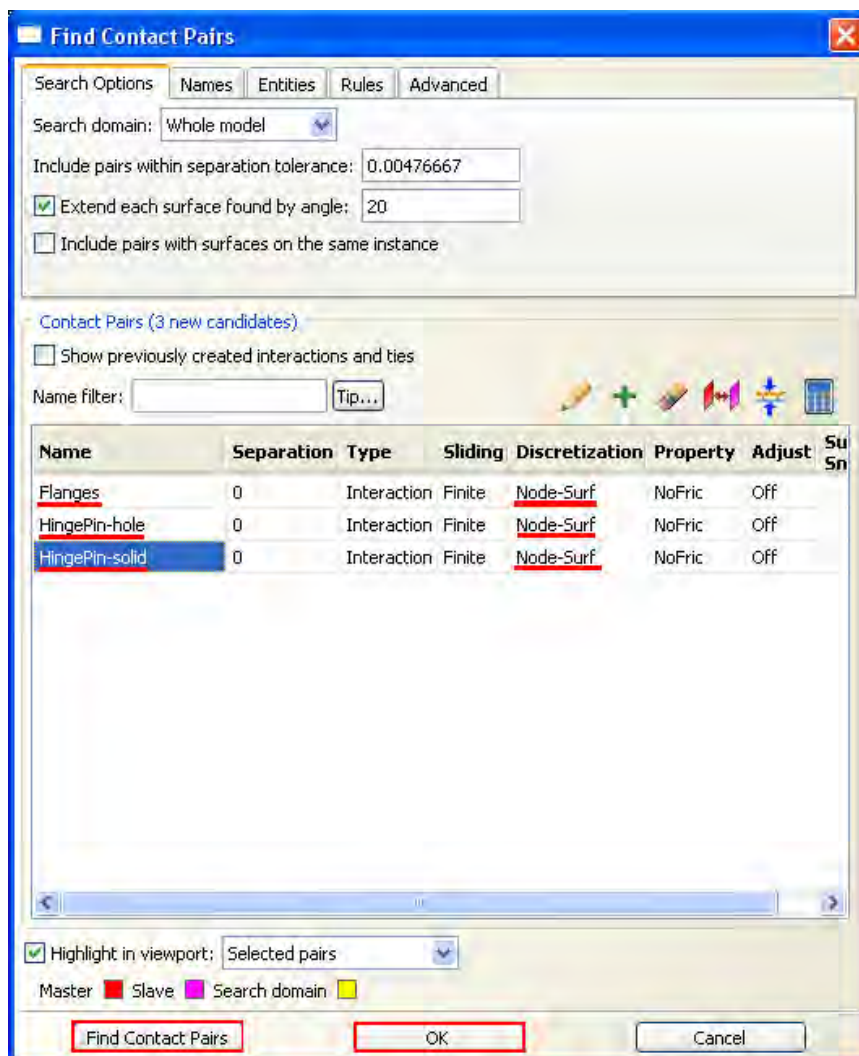 Find Contact Pairs
Search Options Names Entities Rules Advanced
Search domain: Whole model
Include pairs within separation tolerance: 0.00476667
Extend each surface found by angle: 20
Include pairs with surfaces on the same instance
Contact Pairs (3 new candidates)
Show previously created interactions and ties
Name filter: Tip...
Name Separation Type Sliding Discretization Property Adjust Su Sn
Flanges 0 Interaction Finite Node-Surf NoFric Off
HingePin-hole 0 Interaction Finite Node-Surf NoFric Off
HingePin-solid 0 Interaction Finite Node-Surf NoFric Off
Highlight in viewport: Selected pairs
Master Slave Search domain
Find Contact Pairs OK Cancel